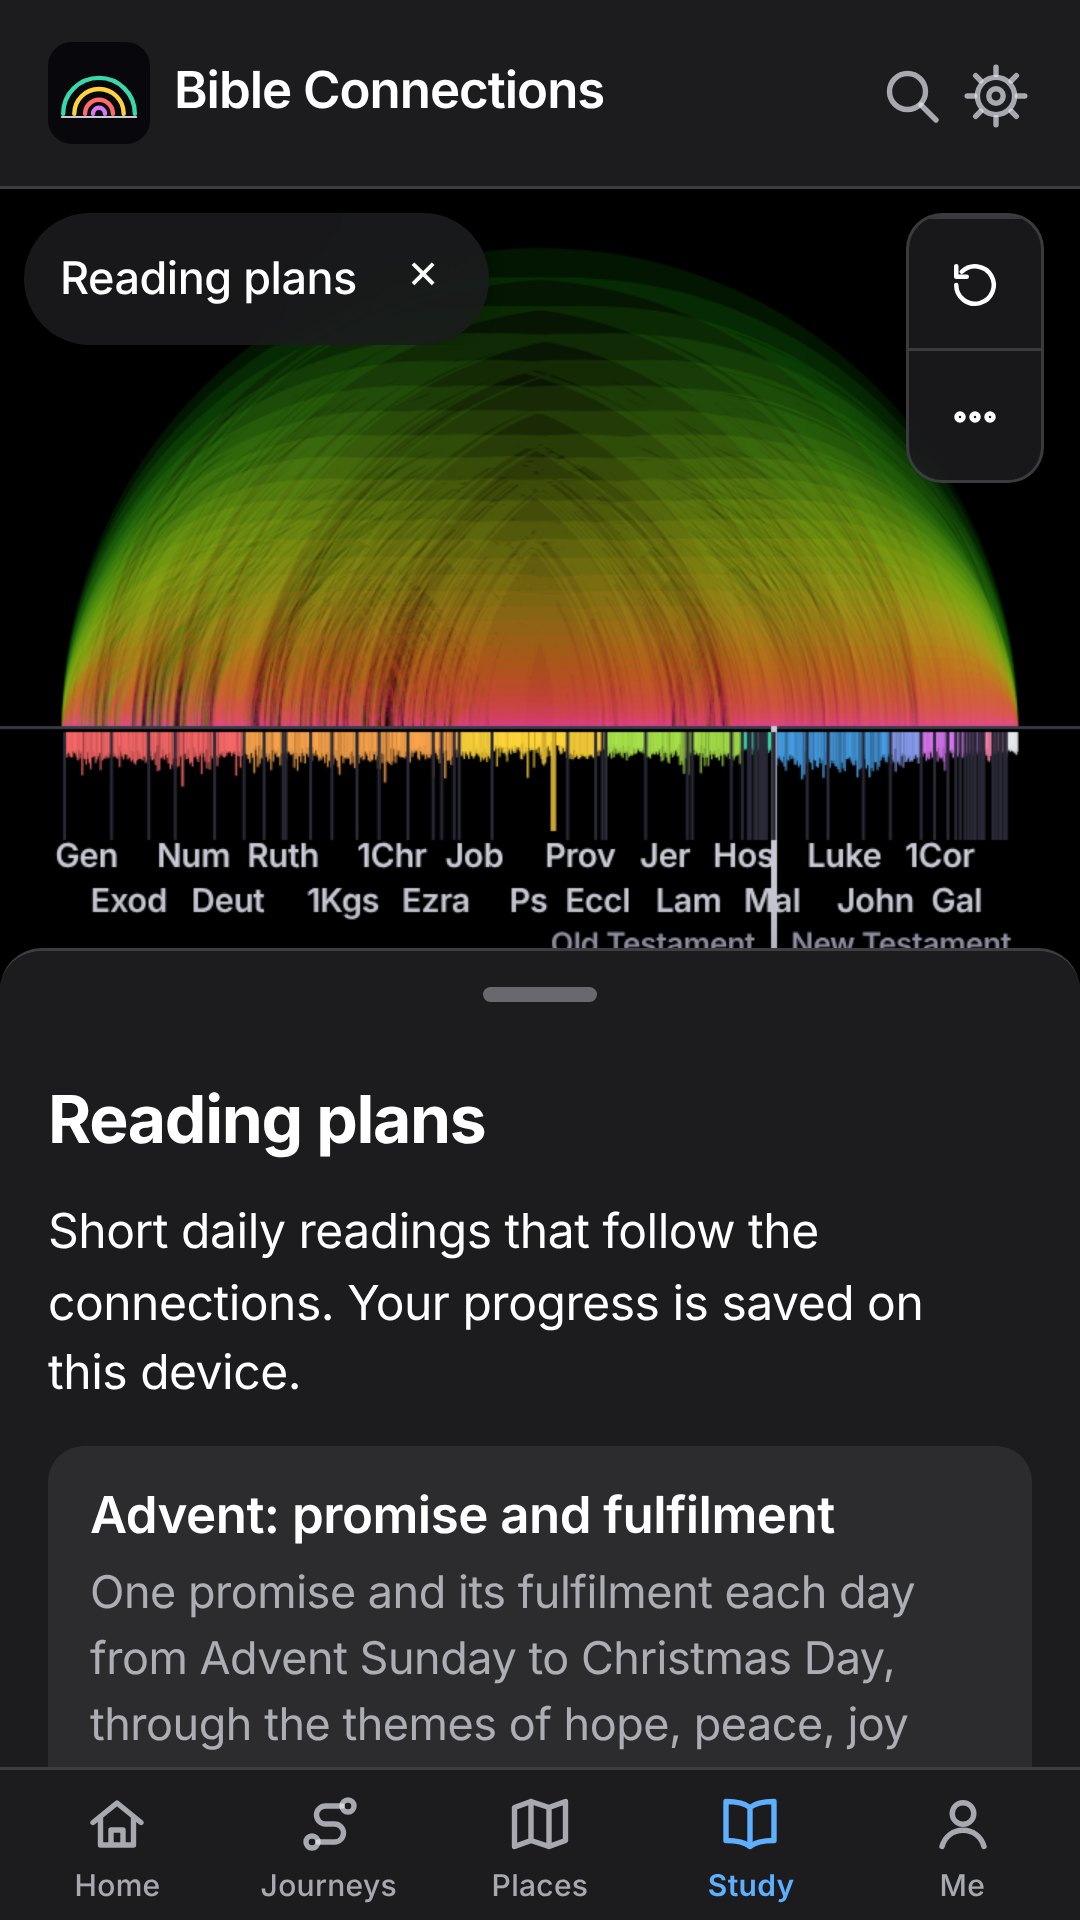 Bible Connections
Reading plans ×
Gen Num Ruth 1Chr Job Prov Jer Hos Luke 1Cor
Exod Deut 1Kgs Ezra Ps Eccl Lam Mal John Gal
Old Testament New Testament
Reading plans
Short daily readings that follow the
connections. Your progress is saved on
this device.
Advent: promise and fulfilment
One promise and its fulfilment each day
from Advent Sunday to Christmas Day,
through the themes of hope, peace, joy
Home Journeys Places Study Me